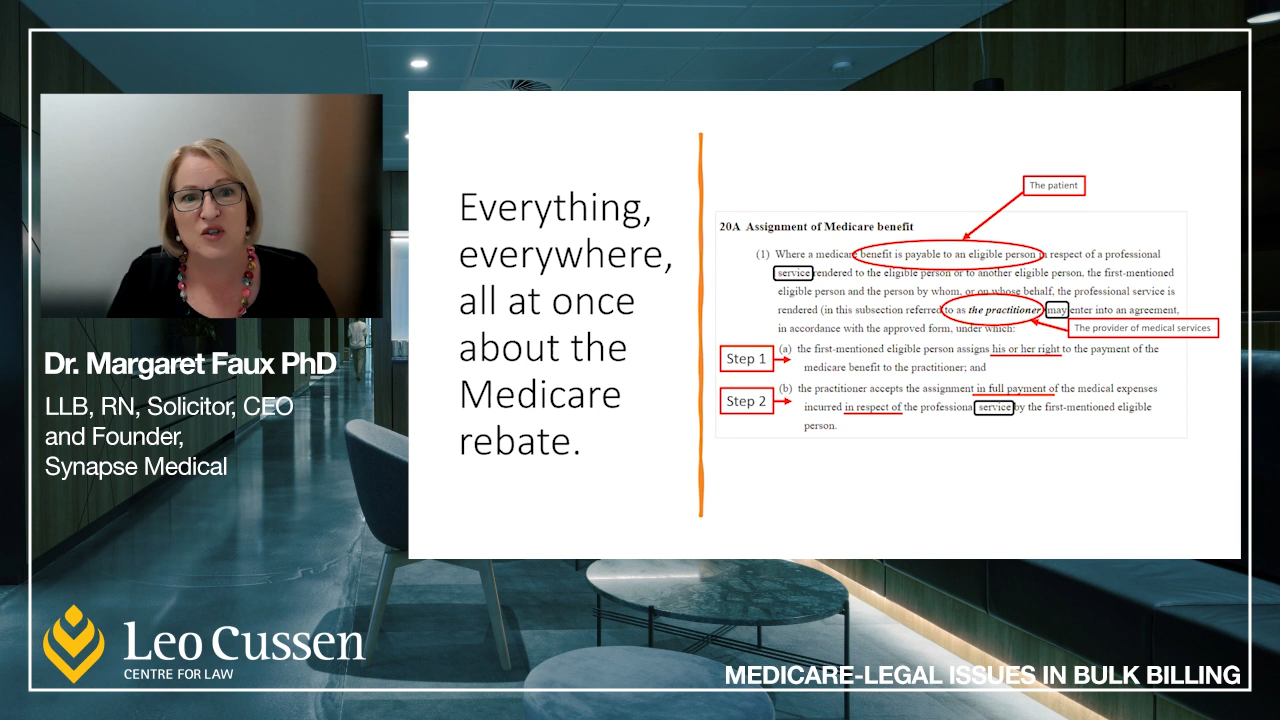 Dr. Margaret Faux PhD
LLB, RN, Solicitor, CEO
and Founder,
Synapse Medical
Everything,
everywhere,
all at once
about the
Medicare
rebate.
The patient
20A Assignment of Medicare benefit
(1) Where a medicare benefit is payable to an eligible person in respect of a professional
service rendered to the eligible person or to another eligible person, the first-mentioned
eligible person and the person by whom, or on whose behalf, the professional service is
rendered (in this subsection referred to as the practitioner) may enter into an agreement,
in accordance with the approved form, under which:
The provider of medical services
Step 1
(a) the first-mentioned eligible person assigns his or her right to the payment of the
medicare benefit to the practitioner; and
Step 2
(b) the practitioner accepts the assignment in full payment of the medical expenses
incurred in respect of the professional service by the first-mentioned eligible
person.
Leo Cussen
CENTRE FOR LAW
MEDICARE-LEGAL ISSUES IN BULK BILLING